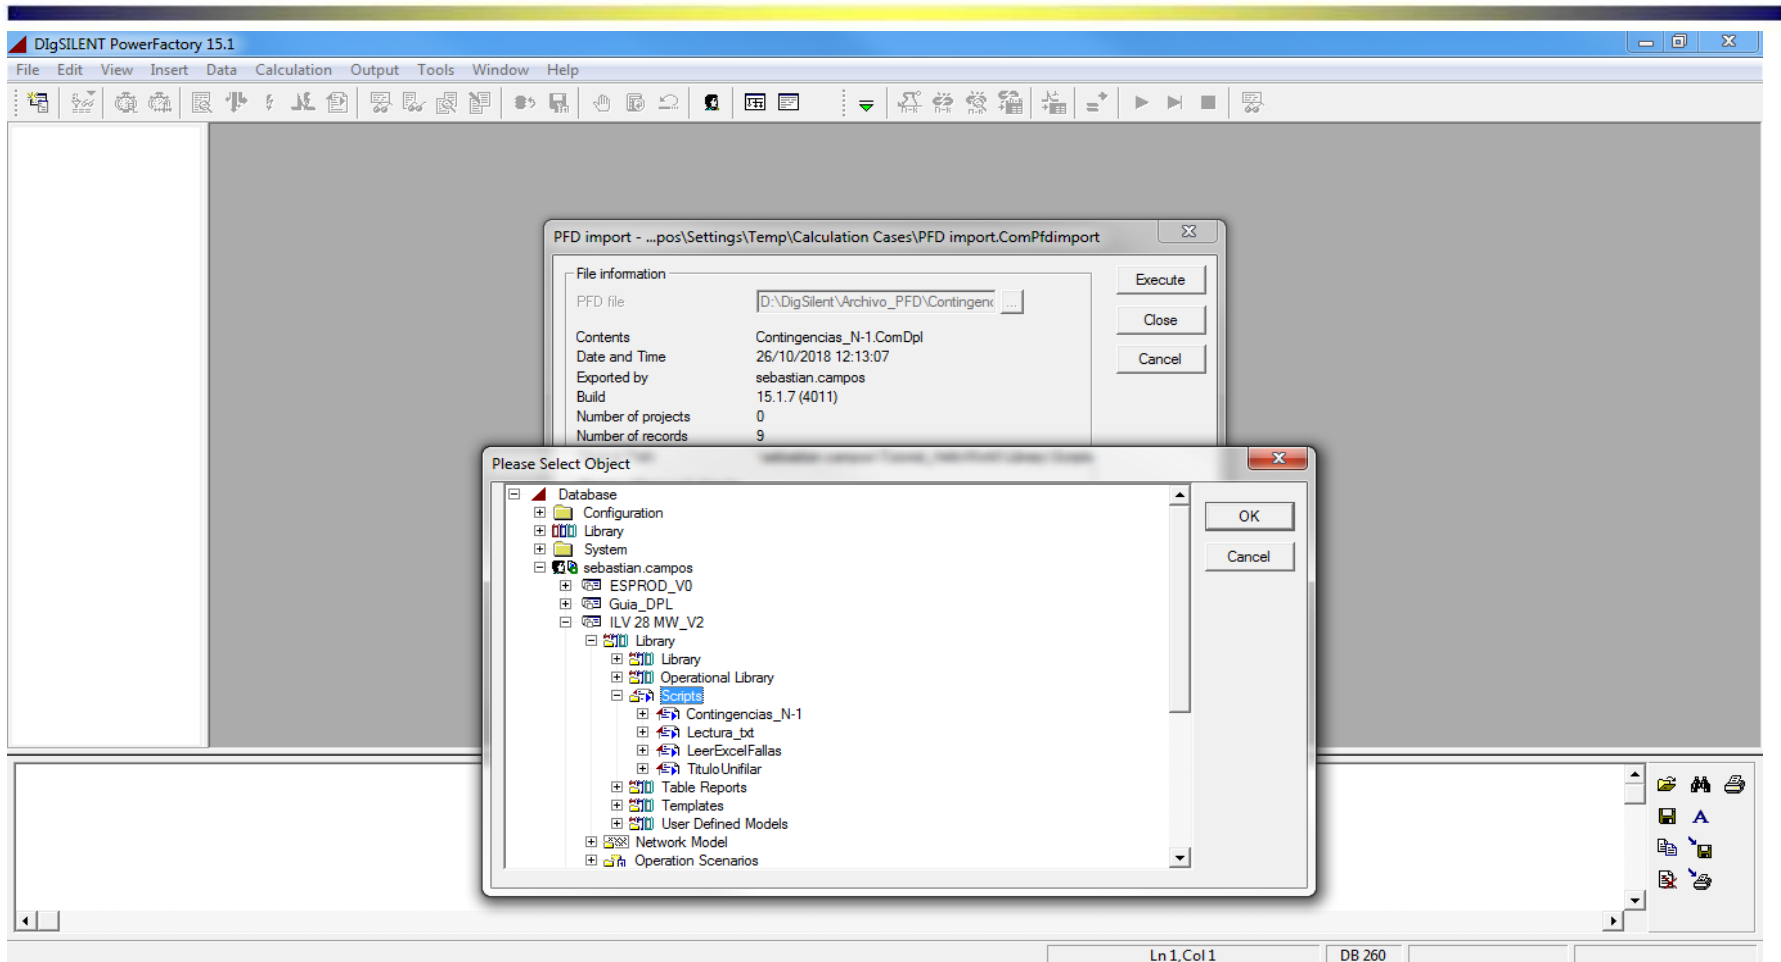 DIgSILENT PowerFactory 15.1
File Edit View Insert Data Calculation Output Tools Window Help
PFD import - ...pos\Settings\Temp\Calculation Cases\PFD import.ComPfdimport
File information
Execute
PFD file D:\DigSilent\Archivo_PFD\Contingenc ...
Close
Contents Contingencias_N-1.ComDpl
Date and Time 26/10/2018 12:13:07
Cancel
Exported by sebastian.campos
Build 15.1.7 (4011)
Number of projects 0
Number of records 9
Please Select Object
Database
Configuration
OK
Library
System
Cancel
sebastian.campos
ESPROD_V0
Guia_DPL
ILV 28 MW_V2
Library
Library
Operational Library
Scripts
Contingencias_N-1
Lectura_txt
LeerExcelFallas
TituloUnifilar
Table Reports
Templates
User Defined Models
Network Model
Operation Scenarios
Ln 1,Col 1 DB 260